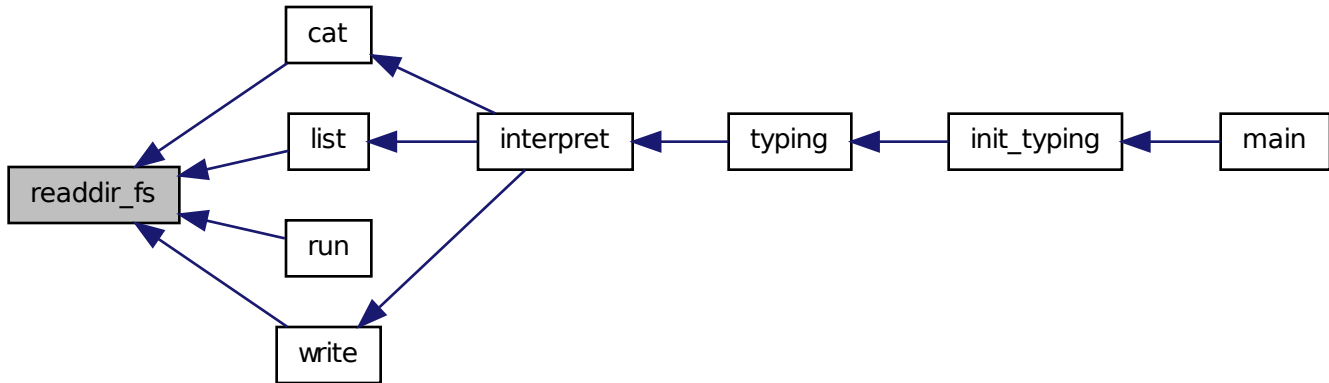 cat
list
interpret
typing
init_typing
main
readdir_fs
run
write